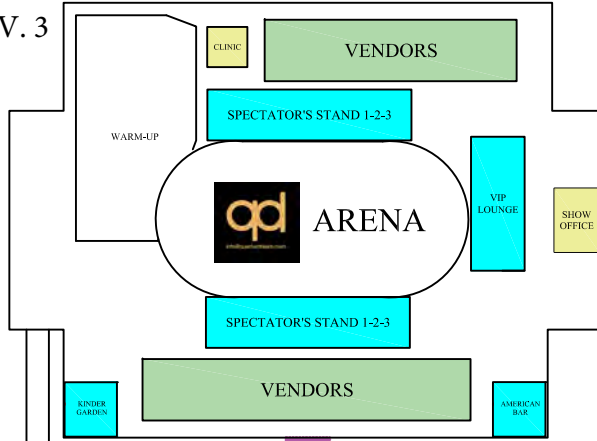 V. 3
CLINIC
VENDORS
SPECTATOR'S STAND 1-2-3
WARM-UP
VIP
LOUNGE
SHOW
OFFICE
qd
ARENA
SPECTATOR'S STAND 1-2-3
VENDORS
KINDER
GARDEN
AMERICAN
BAR